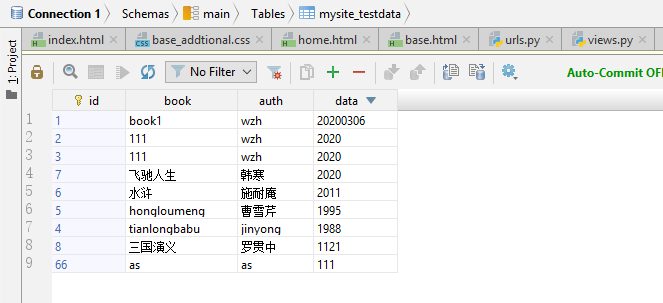 Connection 1 Schemas main Tables mysite_testdata
index.html base_addtional.css home.html base.html urls.py views.py
No Filter Auto-Commit OF
1: Project
id book auth data
1 1 book1 wzh 20200306
2 2 111 wzh 2020
3 3 111 wzh 2020
4 7 飞驰人生 韩寒 2020
5 6 水浒 施耐庵 2011
6 5 hongloumeng 曹雪芹 1995
7 4 tianlongbabu jinyong 1988
8 8 三国演义 罗贯中 1121
9 66 as as 111